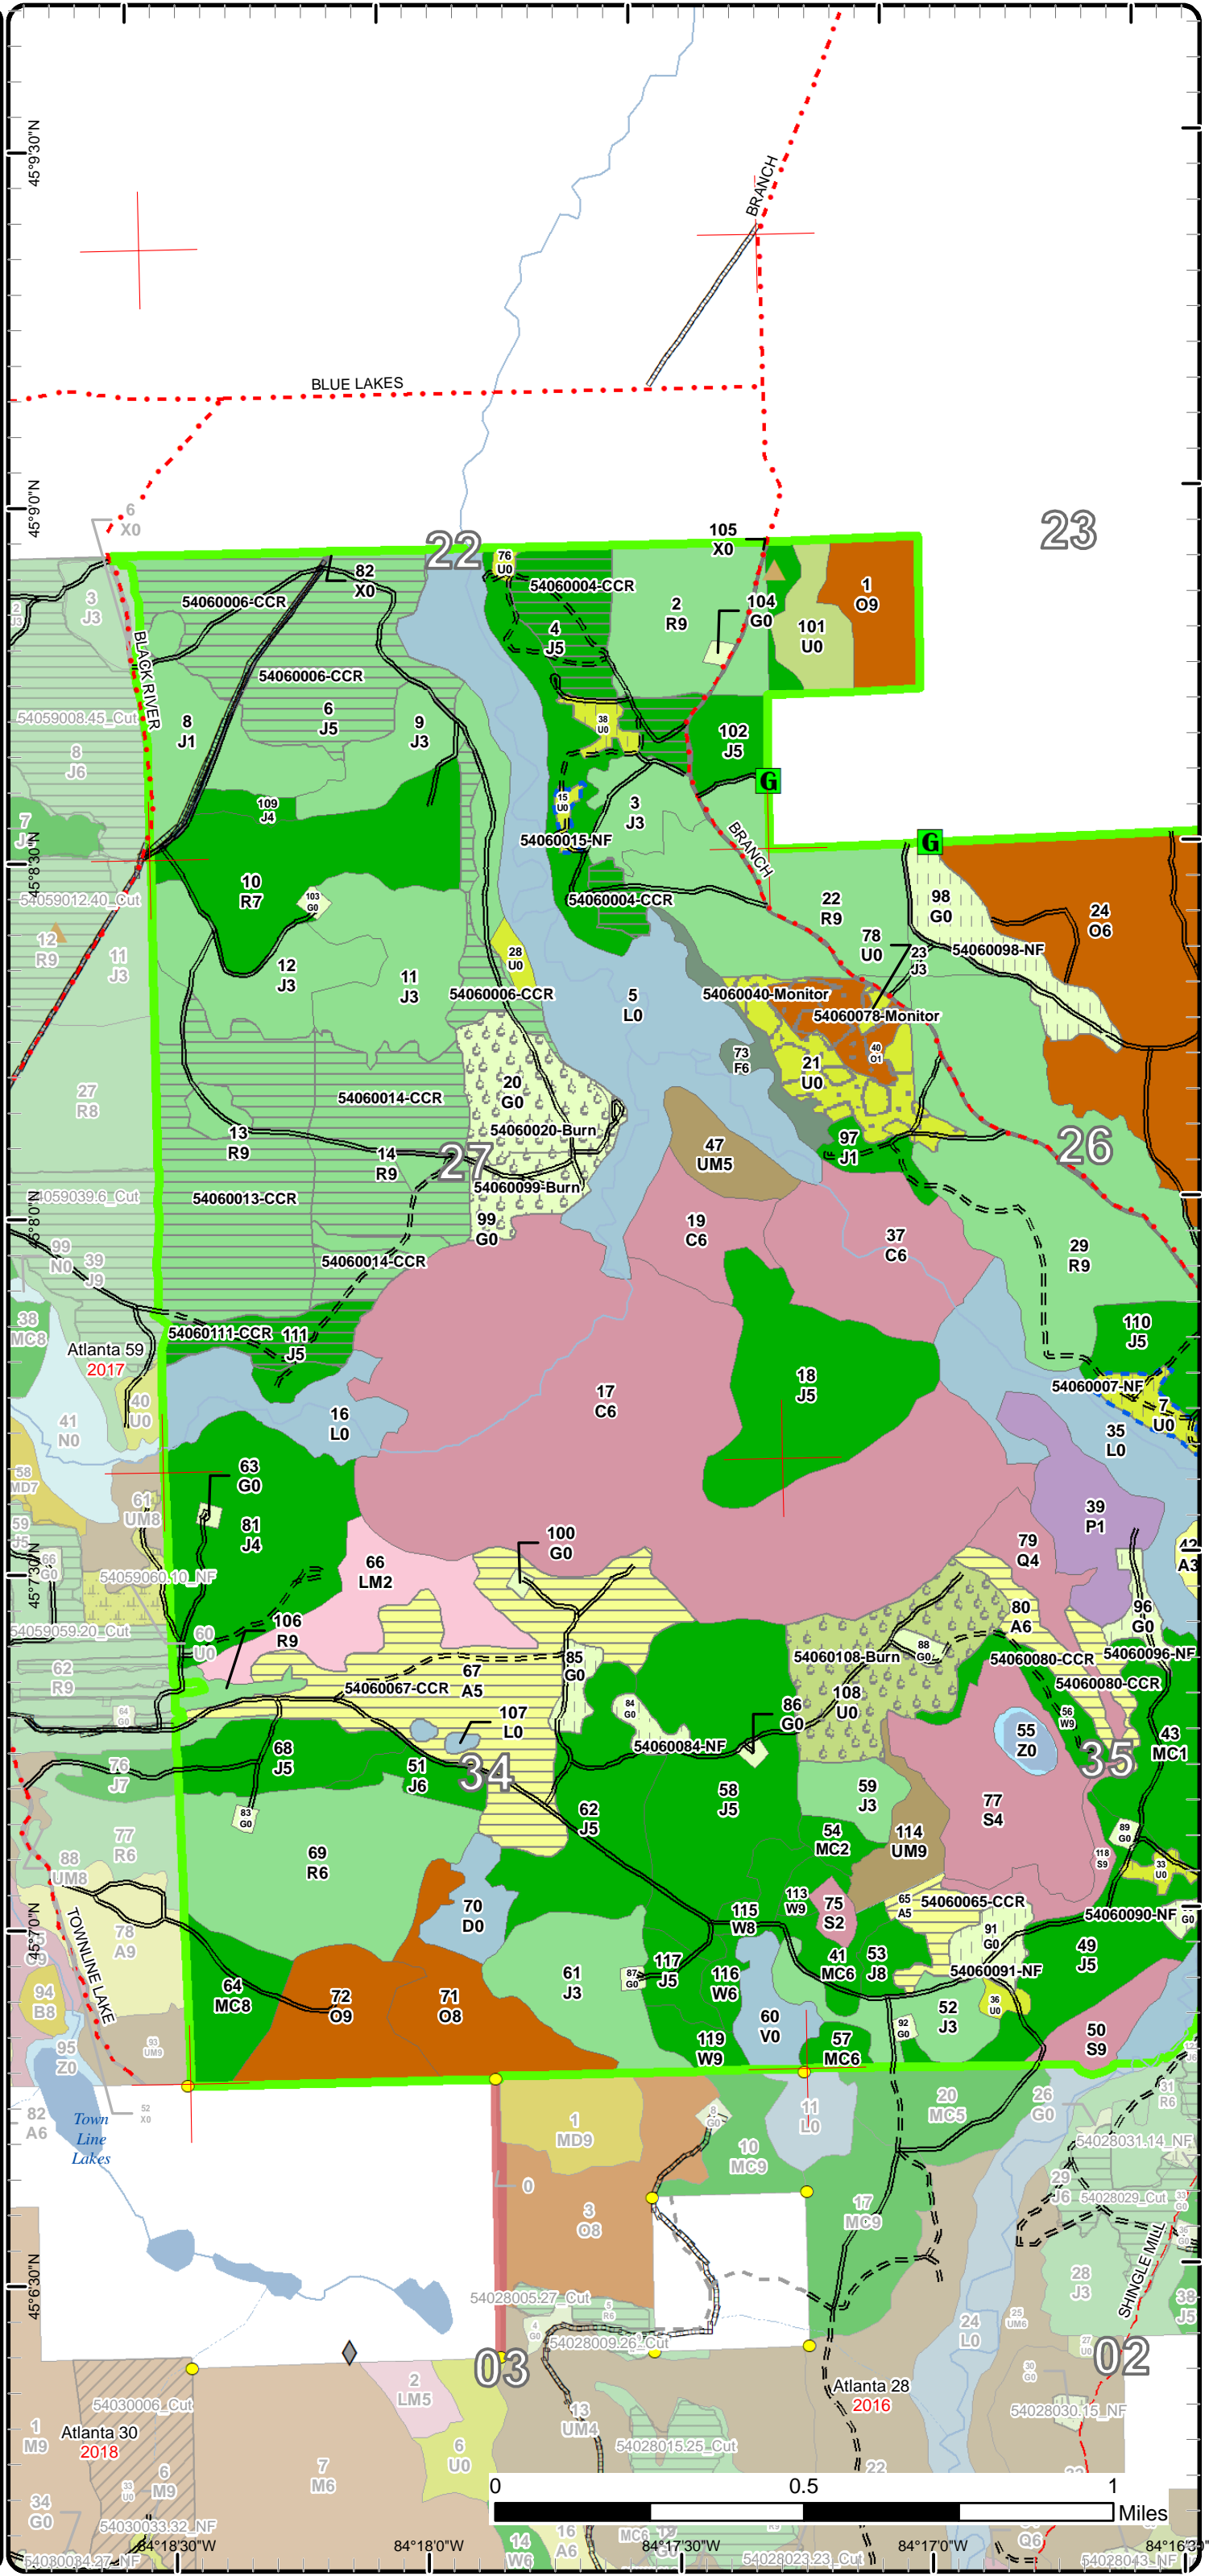 45°9'30"N
BRANCH
BLUE LAKES
45°9'0"N
6
X0
22
23
105
X0
76
U0
82
X0
54060006-CCR
54060004-CCR
3
J3
2
J3
2
R9
104
G0
1
O9
101
U0
4
J5
BLACK RIVER
54060006-CCR
54059008.45_Cut
8
J1
6
J5
9
J3
38
U0
102
J5
G
8
J6
109
J4
15
U0
3
J3
54060015-NF
BRANCH
G
7
45°8'30"N
10
R7
103
G0
54060004-CCR
22
R9
98
G0
24
O6
54059012.40_Cut
12
R9
11
J3
12
J3
11
J3
28
U0
54060006-CCR
5
L0
78
U0
23
J3
54060098-NF
54060040-Monitor
54060078-Monitor
73
F6
21
U0
40
O1
27
R8
20
G0
54060014-CCR
54060020-Burn
47
UM5
97
J1
13
R9
14
R9
27
26
54060099-Burn
54059039.6_Cut
54060013-CCR
45°8'0"N
99
G0
19
C6
37
C6
29
R9
99
N0
39
J9
54060014-CCR
38
MC8
54060111-CCR
111
J5
110
J5
Atlanta 59
2017
18
J5
54060007-NF
7
U0
40
U0
17
C6
16
L0
35
L0
41
N0
58
MD7
63
G0
61
UM8
81
J4
39
P1
59
J5
100
G0
79
Q4
42
A3
66
G0
66
LM2
45°7'30"N
54059060.10_NF
80
A6
96
G0
54059059.20_Cut
60
U0
106
R9
88
G0
54060108-Burn
54060080-CCR
54060096-NF
62
R9
67
A5
85
G0
54060080-CCR
54060067-CCR
108
U0
64
G0
107
L0
84
G0
86
G0
56
W9
54060084-NF
55
Z0
43
MC1
68
J5
34
35
76
J7
51
J6
58
J5
59
J3
77
S4
83
G0
62
J5
54
MC2
114
UM9
89
G0
77
R6
69
R6
118
S9
33
U0
88
UM8
113
W9
75
S2
65
A5
54060065-CCR
70
D0
115
W8
54060090-NF
G0
45°7'0"N
TOWNLINE LAKE
78
A9
91
G0
41
MC6
53
J8
49
J5
94
B8
64
MC8
72
O9
71
O8
61
J3
87
G0
117
J5
116
W6
54060091-NF
36
U0
60
V0
92
G0
52
J3
95
Z0
93
UM9
119
W9
57
MC6
50
S9
52
X0
82
A6
Town
Line
Lakes
1
MD9
8
G0
11
L0
20
MC5
26
G0
31
R6
10
MC9
54028031.14_NF
0
3
O8
17
MC9
29
J6
54028029_Cut
33
G0
36
G0
45°6'30"N
SHINGLE MILL
28
J3
38
J5
54028005.27_Cut
5
R6
4
G0
54028009.26_Cut
24
L0
25
UM6
27
U0
03
02
30
G0
Atlanta 28
2016
54030006_Cut
2
LM5
13
UM4
54028030.15_NF
1
M9
Atlanta 30
2018
54028015.25_Cut
6
U0
7
M6
6
M9
33
U0
22
34
G0
0 0.5 1
Miles
54030033.32_NF
14
W6
16
A6
MC6
Q6
84°18'30"W 84°18'0"W 84°17'30"W 84°17'0"W 84°16'30"W
54030034.27_NF
54028023.23_Cut
54028043_NF